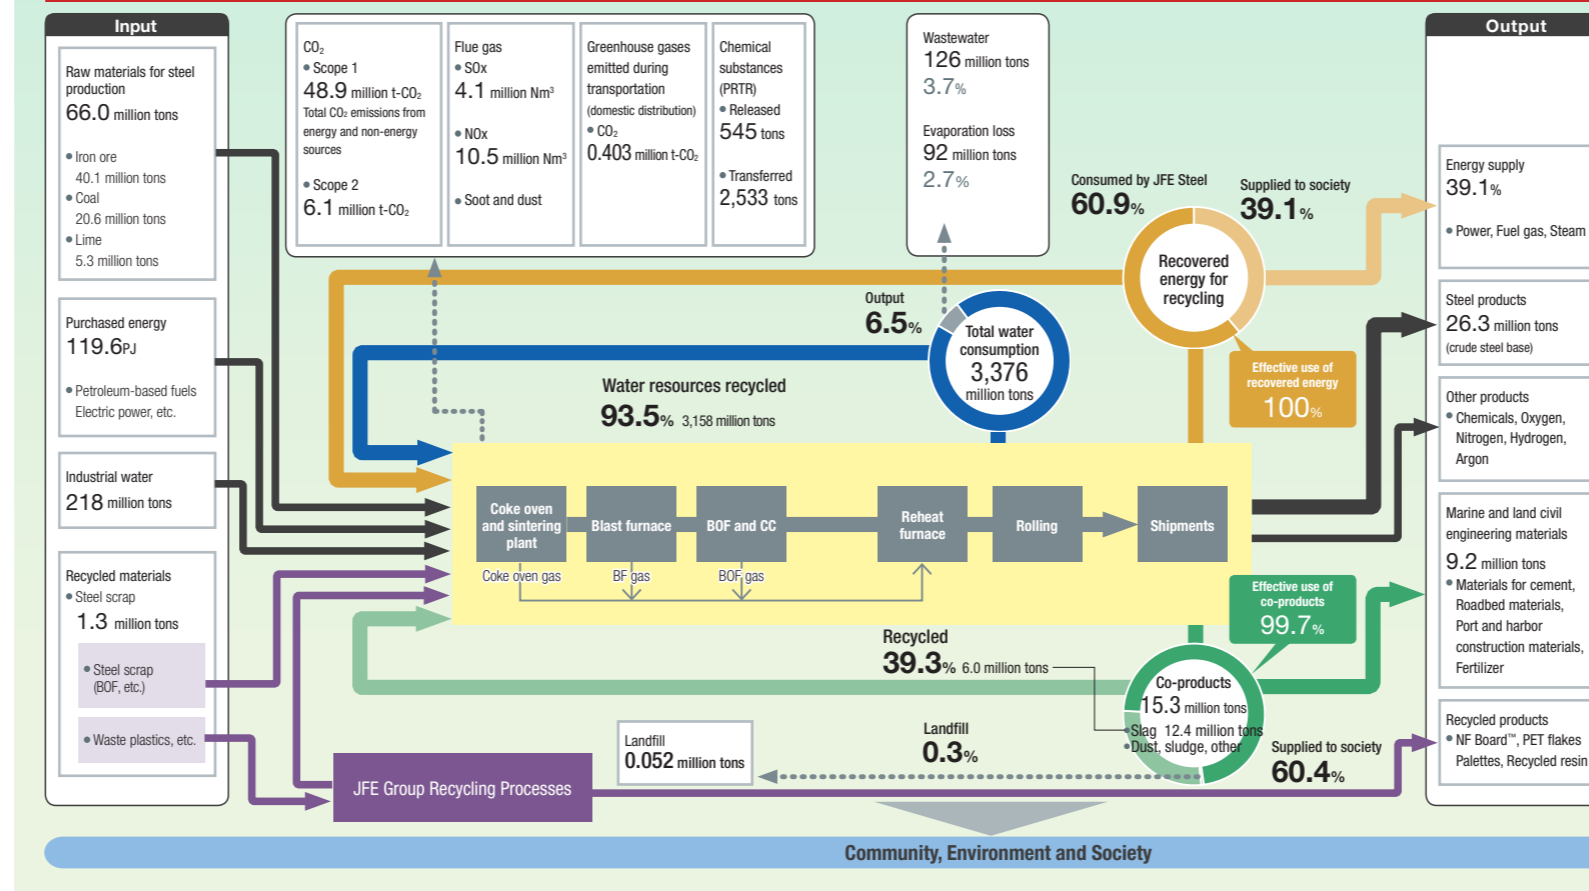 Input
Raw materials for steel
production
66.0 million tons
• Iron ore
40.1 million tons
• Coal
20.6 million tons
• Lime
5.3 million tons
Purchased energy
119.6PJ
• Petroleum-based fuels
Electric power, etc.
Industrial water
218 million tons
Recycled materials
• Steel scrap
1.3 million tons
• Steel scrap
(BOF, etc.)
• Waste plastics, etc.
CO₂
• Scope 1
48.9 million t-CO₂
Total CO₂ emissions from
energy and non-energy
sources
• Scope 2
6.1 million t-CO₂
Flue gas
• SOx
4.1 million Nm³
• NOx
10.5 million Nm³
• Soot and dust
Greenhouse gases
emitted during
transportation
(domestic distribution)
• CO₂
0.403 million t-CO₂
Chemical
substances
(PRTR)
• Released
545 tons
• Transferred
2,533 tons
Wastewater
126 million tons
3.7%
Evaporation loss
92 million tons
2.7%
Consumed by JFE Steel
60.9%
Supplied to society
39.1%
Recovered
energy for
recycling
Effective use of
recovered energy
100%
Output
6.5%
Total water
consumption
3,376
million tons
Water resources recycled
93.5% 3,158 million tons
Coke oven
and sintering
plant
Blast furnace
BOF and CC
Reheat
furnace
Rolling
Shipments
Coke oven gas
BF gas
BOF gas
Effective use of
co-products
99.7%
Recycled
39.3% 6.0 million tons
Co-products
15.3 million tons
• Slag 12.4 million tons
• Dust, sludge, other
Supplied to society
60.4%
Landfill
0.3%
Landfill
0.052 million tons
JFE Group Recycling Processes
Output
Energy supply
39.1%
• Power, Fuel gas, Steam
Steel products
26.3 million tons
(crude steel base)
Other products
• Chemicals, Oxygen,
Nitrogen, Hydrogen,
Argon
Marine and land civil
engineering materials
9.2 million tons
• Materials for cement,
Roadbed materials,
Port and harbor
construction materials,
Fertilizer
Recycled products
• NF Board™, PET flakes
Palettes, Recycled resin
Community, Environment and Society